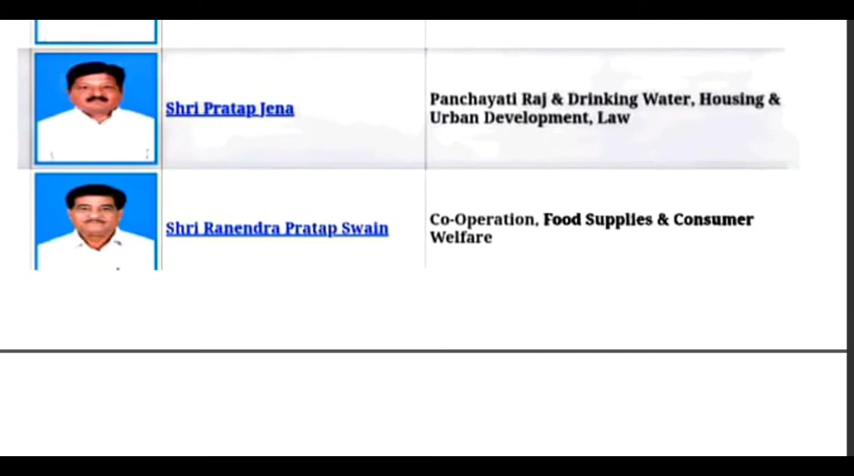 Shri Pratap Jena
Panchayati Raj & Drinking Water, Housing &
Urban Development, Law
Shri Ranendra Pratap Swain
Co-Operation, Food Supplies & Consumer
Welfare